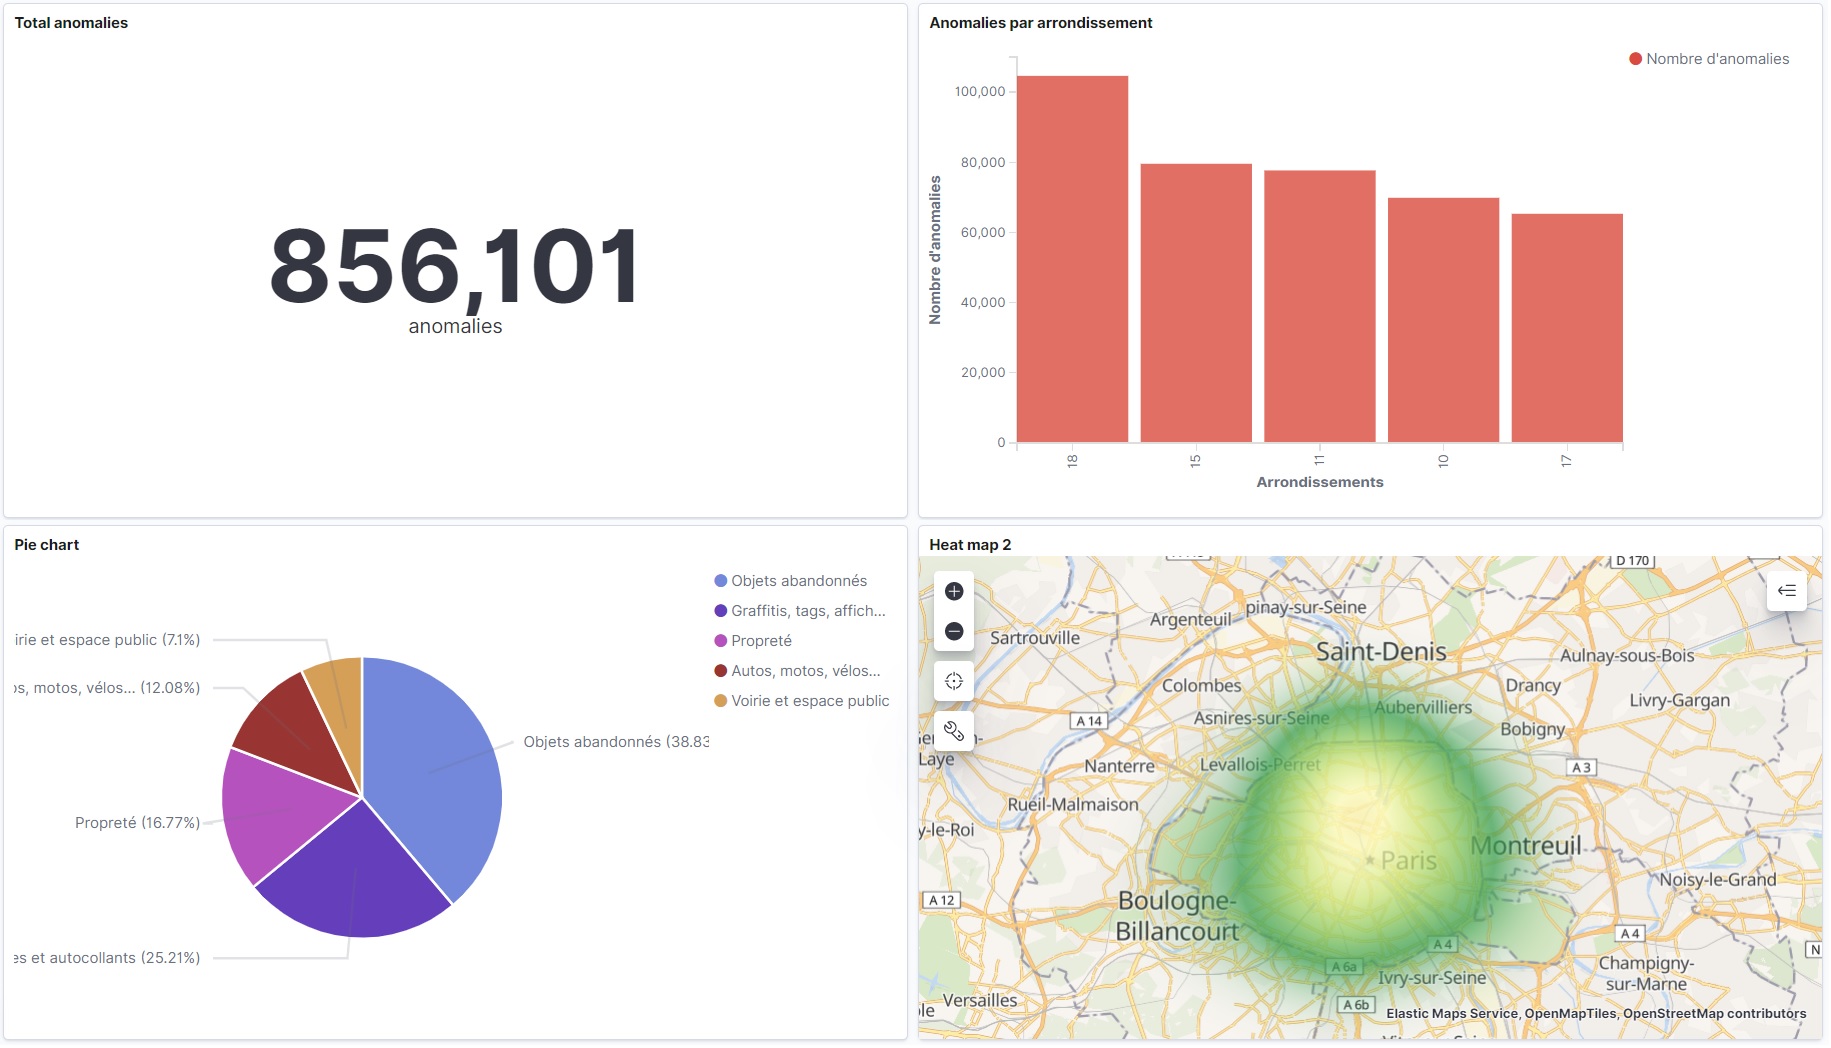 Total anomalies
856,101
anomalies
Anomalies par arrondissement
Nombre d'anomalies
100,000
80,000
60,000
40,000
20,000
0
Nombre d'anomalies
18
15
11
10
17
Arrondissements
Pie chart
Objets abandonnés
Graffitis, tags, affich...
Propreté
Autos, motos, vélos...
Voirie et espace public
irie et espace public (7.1%)
os, motos, vélos... (12.08%)
Objets abandonnés (38.83
Propreté (16.77%)
es et autocollants (25.21%)
Heat map 2
D 170
pinay-sur-Seine
Argenteuil
Sartrouville
Saint-Denis
Aulnay-sous-Bois
Colombes
Drancy
Livry-Gargan
Aubervilliers
A 14
Asnires-sur-Seine
Bobigny
Laye
Nanterre
Levallois-Perret
A 3
Rueil-Malmaison
y-le-Roi
Montreuil
Paris
Noisy-le-Grand
A 12
Boulogne-
Billancourt
A 4
A 4
A 6a
Ivry-sur-Seine
Champigny-
sur-Marne
N
Versailles
A 6b
Elastic Maps Service, OpenMapTiles, OpenStreetMap contributors